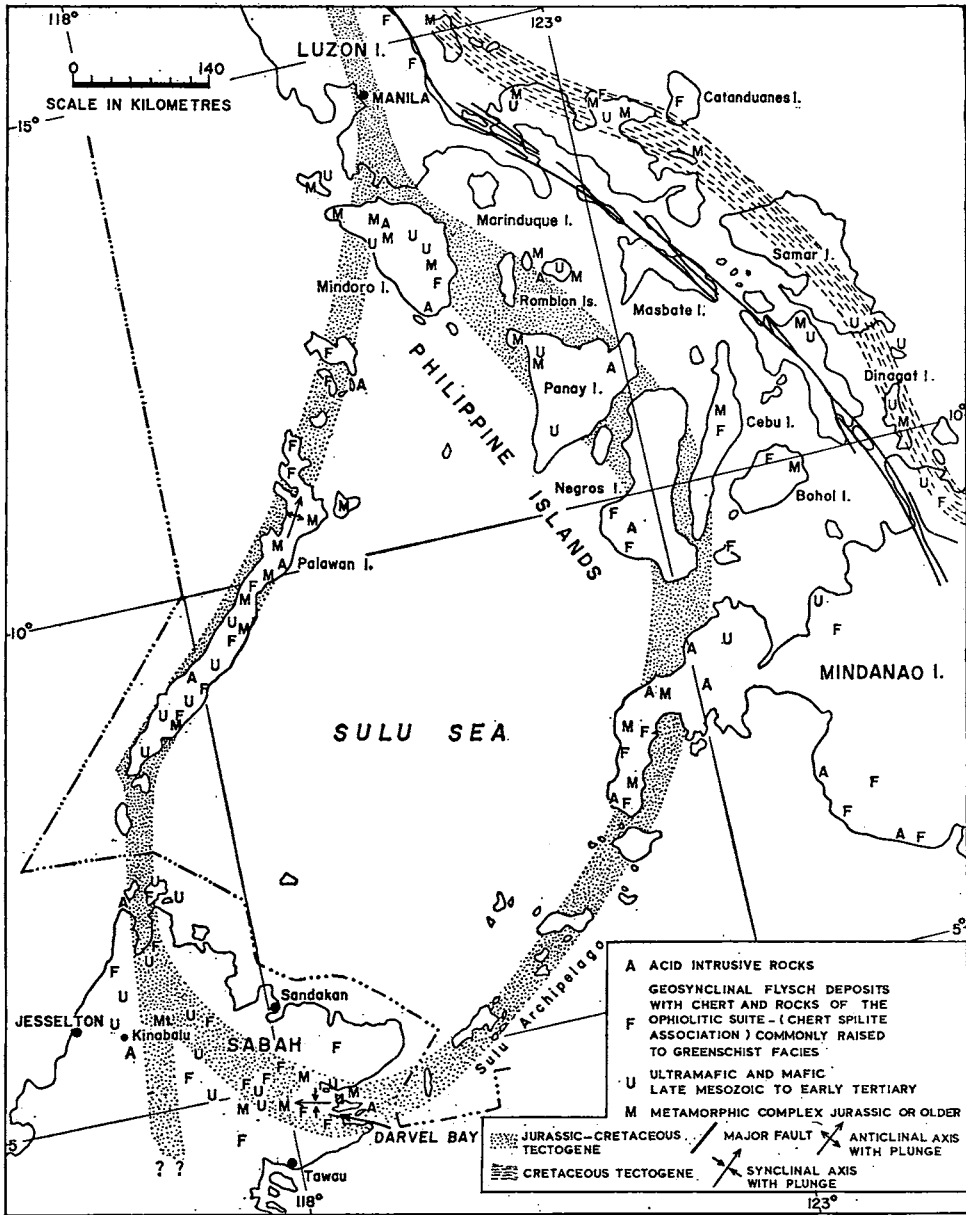 118°
123°
LUZON I.
0 140
SCALE IN KILOMETRES
MANILA
Catanduanes I.
15°
Marinduque I.
Samar I.
Mindoro I.
Romblon Is.
Masbate I.
PHILIPPINE ISLANDS
Panay I.
Dinagat I.
Cebu I.
10°
Negros I.
Bohol I.
Palawan I.
10°
MINDANAO I.
SULU SEA
5°
Sulu Archipelago
Sandakan
JESSELTON
Mt.
Kinabalu
SABAH
DARVEL BAY
5
? ?
Tawau
118°
123°
A ACID INTRUSIVE ROCKS
GEOSYNCLINAL FLYSCH DEPOSITS
WITH CHERT AND ROCKS OF THE
F OPHIOLITIC SUITE-(CHERT SPILITE
ASSOCIATION) COMMONLY RAISED
TO GREENSCHIST FACIES
U ULTRAMAFIC AND MAFIC
LATE MESOZOIC TO EARLY TERTIARY
M METAMORPHIC COMPLEX JURASSIC OR OLDER
JURASSIC-CRETACEOUS
TECTOGENE
MAJOR FAULT
ANTICLINAL AXIS
WITH PLUNGE
CRETACEOUS TECTOGENE
SYNCLINAL AXIS
WITH PLUNGE